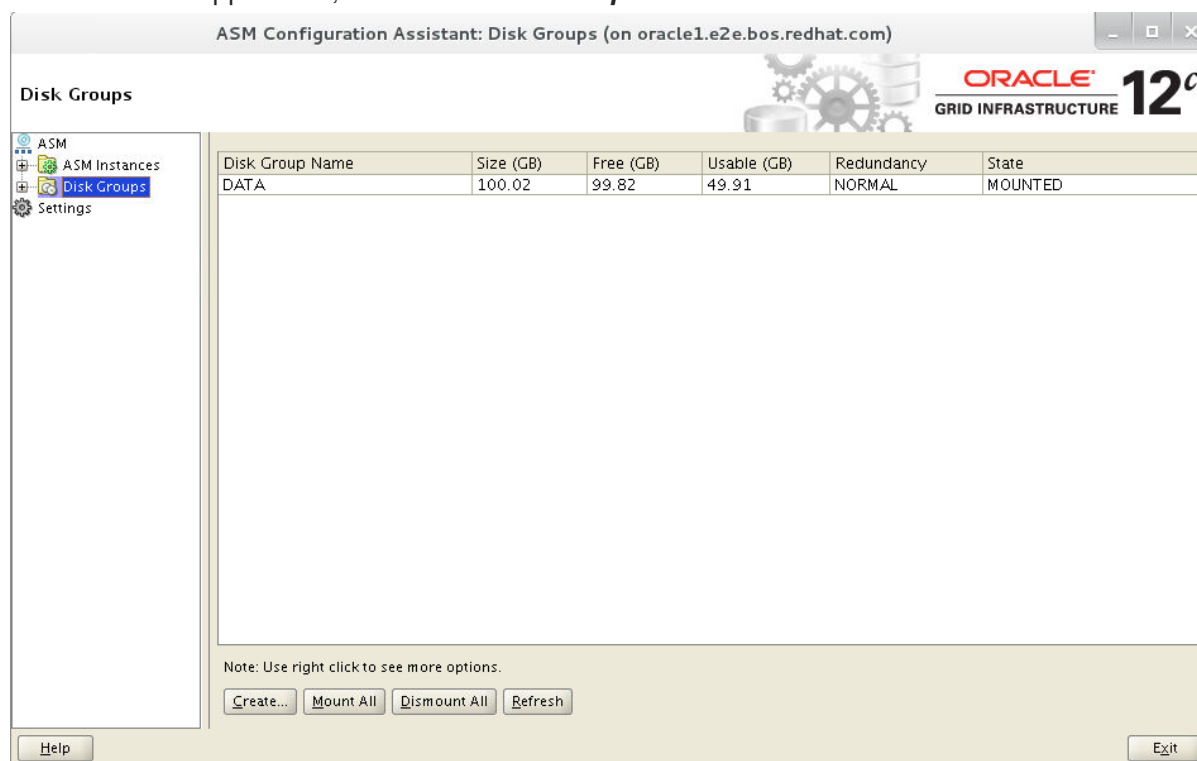 ASM Configuration Assistant: Disk Groups (on oracle1.e2e.bos.redhat.com)
Disk Groups
ORACLE
GRID INFRASTRUCTURE
12c
ASM
ASM Instances
Disk Groups
Settings
Disk Group Name Size (GB) Free (GB) Usable (GB) Redundancy State
DATA 100.02 99.82 49.91 NORMAL MOUNTED
Note: Use right click to see more options.
Create... Mount All Dismount All Refresh
Help Exit